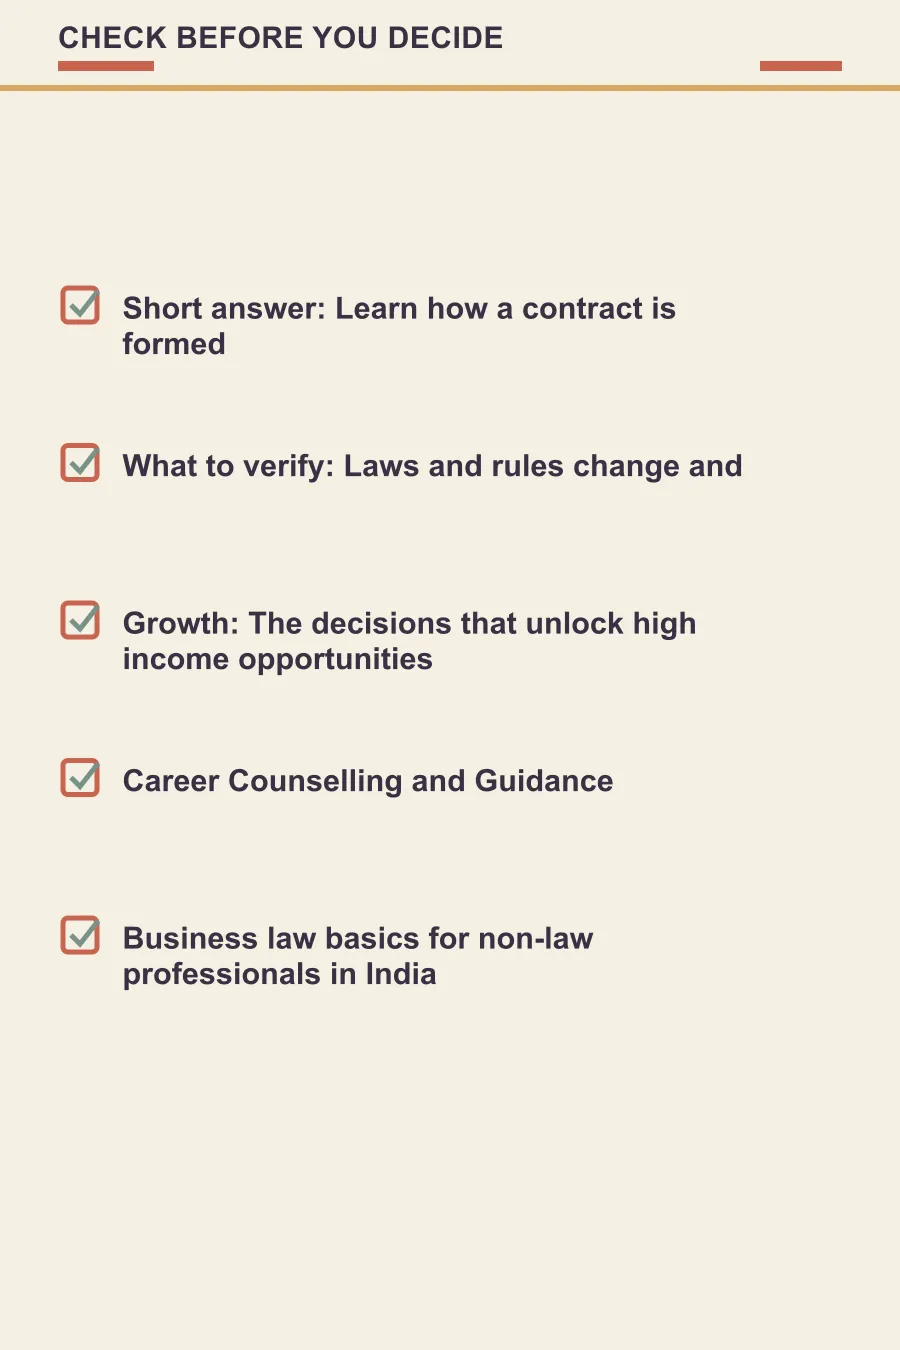 CHECK BEFORE YOU DECIDE
Short answer: Learn how a contract is
formed
What to verify: Laws and rules change and
Growth: The decisions that unlock high
income opportunities
Career Counselling and Guidance
Business law basics for non-law
professionals in India